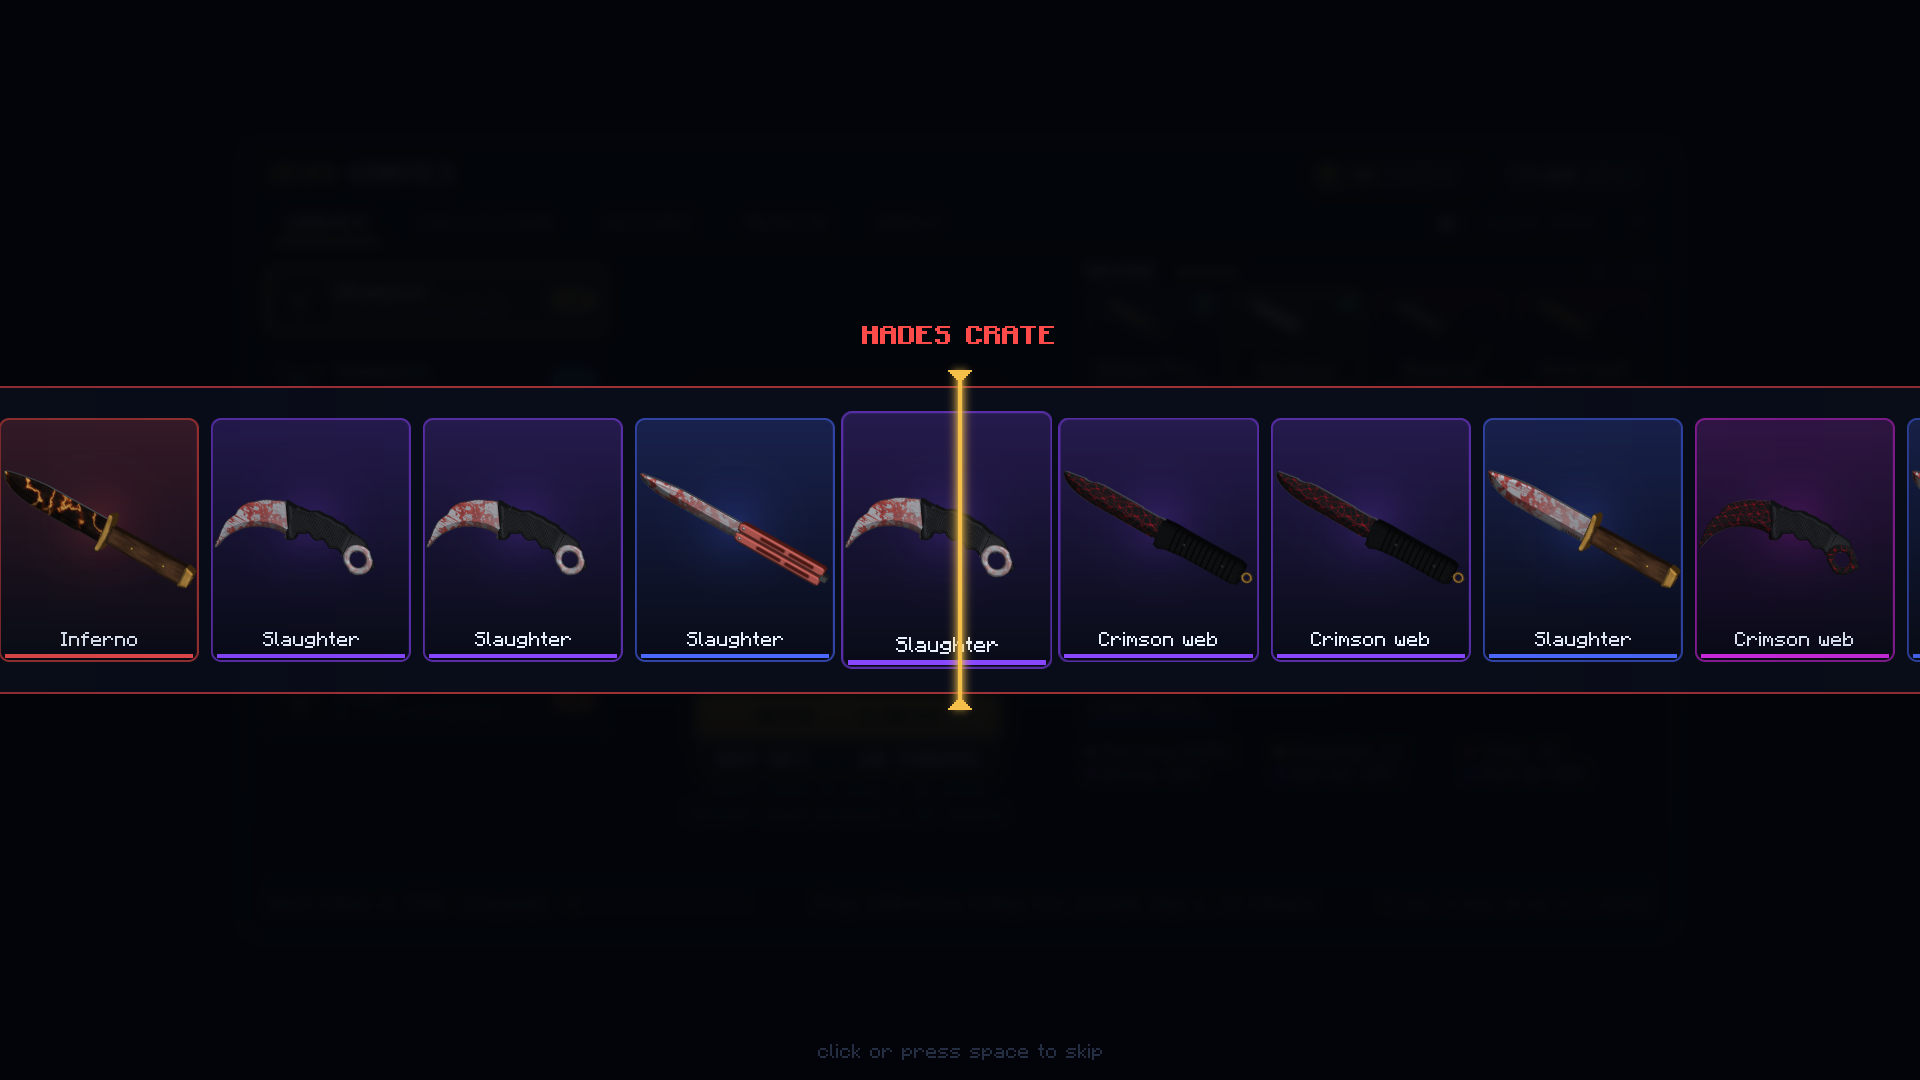 HADES CRATE
Inferno
Slaughter
Slaughter
Slaughter
Slaughter
Crimson web
Crimson web
Slaughter
Crimson web
click or press space to skip